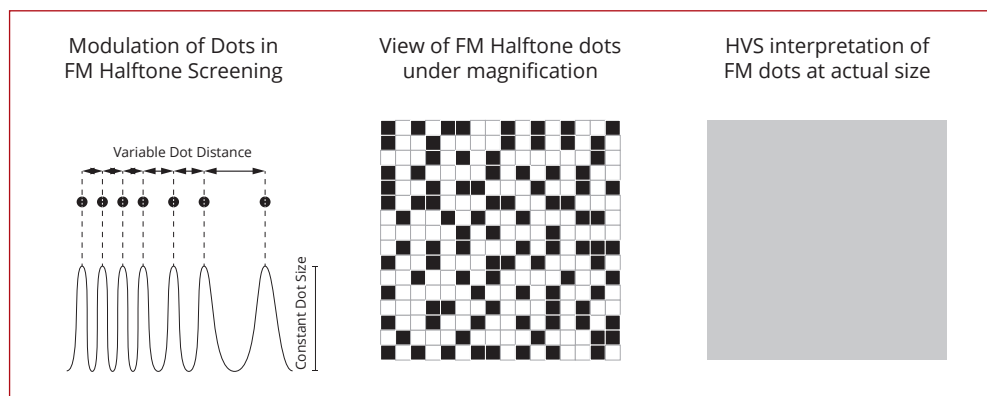 Modulation of Dots in
FM Halftone Screening
Variable Dot Distance
Constant Dot Size
View of FM Halftone dots
under magnification
HVS interpretation of
FM dots at actual size